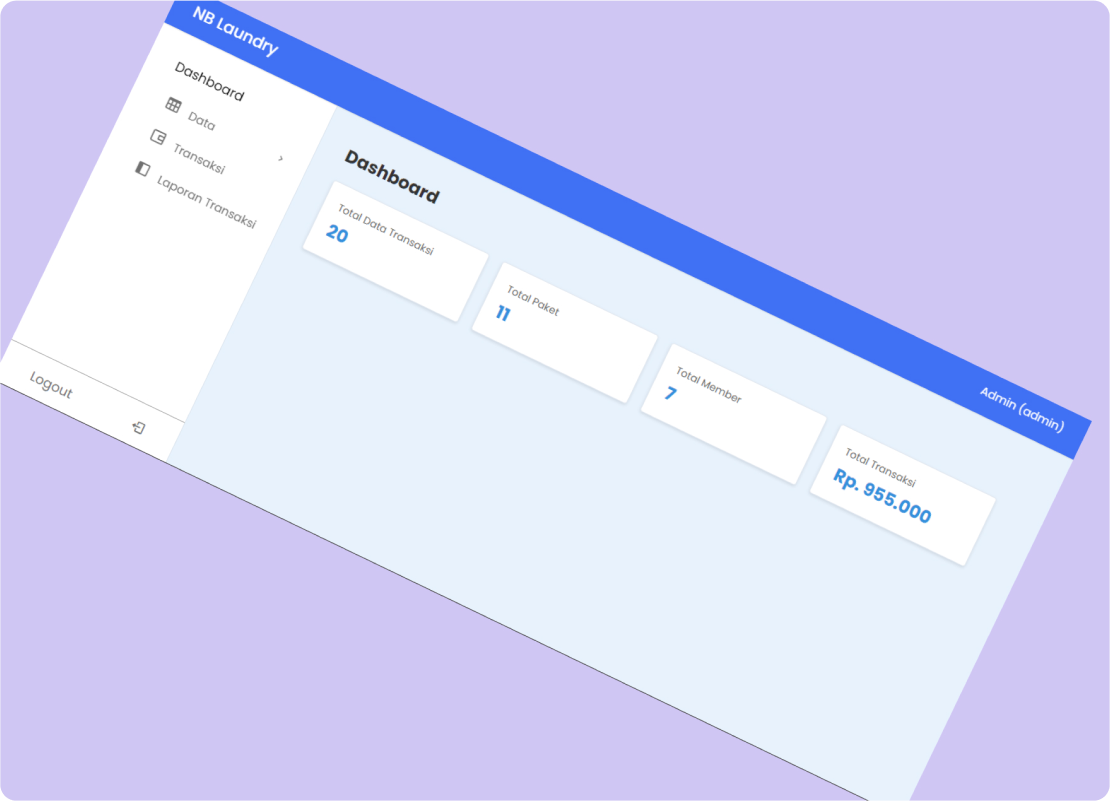 NB Laundry
Admin (admin)
Dashboard
Data
Transaksi
Laporan Transaksi
Logout
Dashboard
Total Data Transaksi
20
Total Paket
11
Total Member
7
Total Transaksi
Rp. 955.000